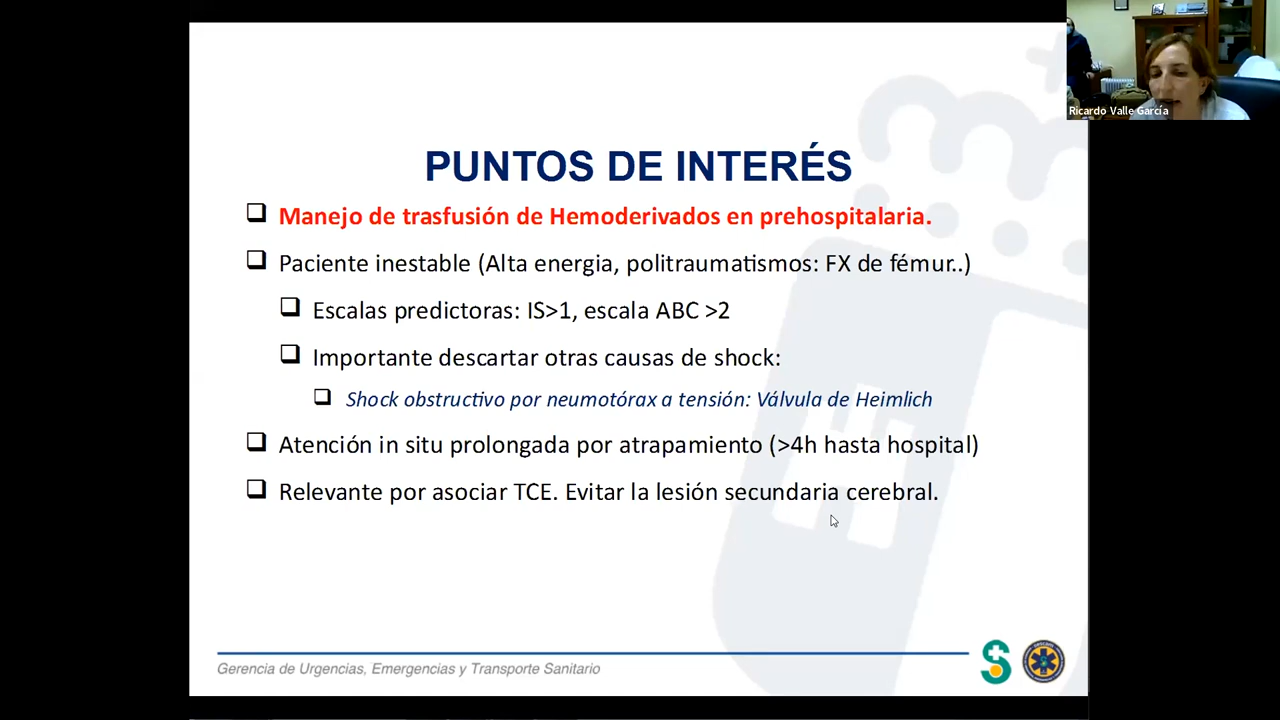 Ricardo Valle García
PUNTOS DE INTERÉS
Manejo de trasfusión de Hemoderivados en prehospitalaria.
Paciente inestable (Alta energia, politraumatismos: FX de fémur..)
Escalas predictoras: IS>1, escala ABC >2
Importante descartar otras causas de shock:
Shock obstructivo por neumotórax a tensión: Válvula de Heimlich
Atención in situ prolongada por atrapamiento (>4h hasta hospital)
Relevante por asociar TCE. Evitar la lesión secundaria cerebral.
Gerencia de Urgencias, Emergencias y Transporte Sanitario